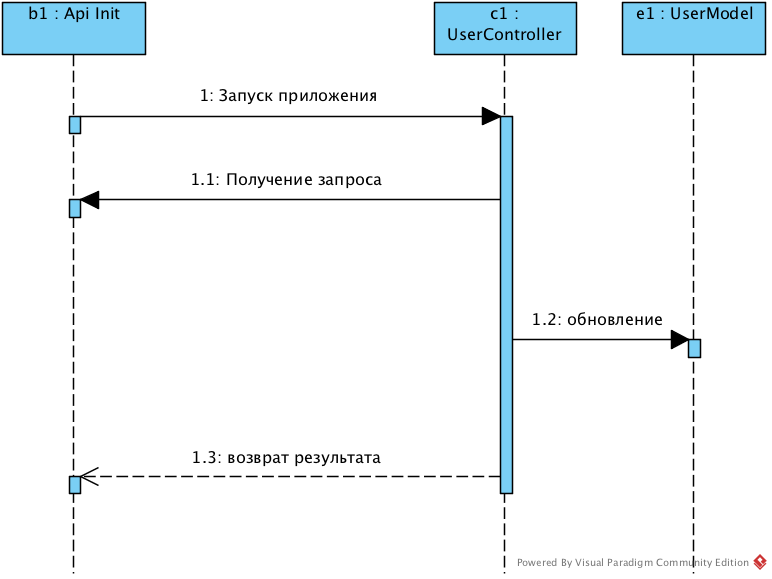 b1 : Api Init
c1 :
UserController
e1 : UserModel
1: Запуск приложения
1.1: Получение запроса
1.2: обновление
1.3: возврат результата
Powered By Visual Paradigm Community Edition